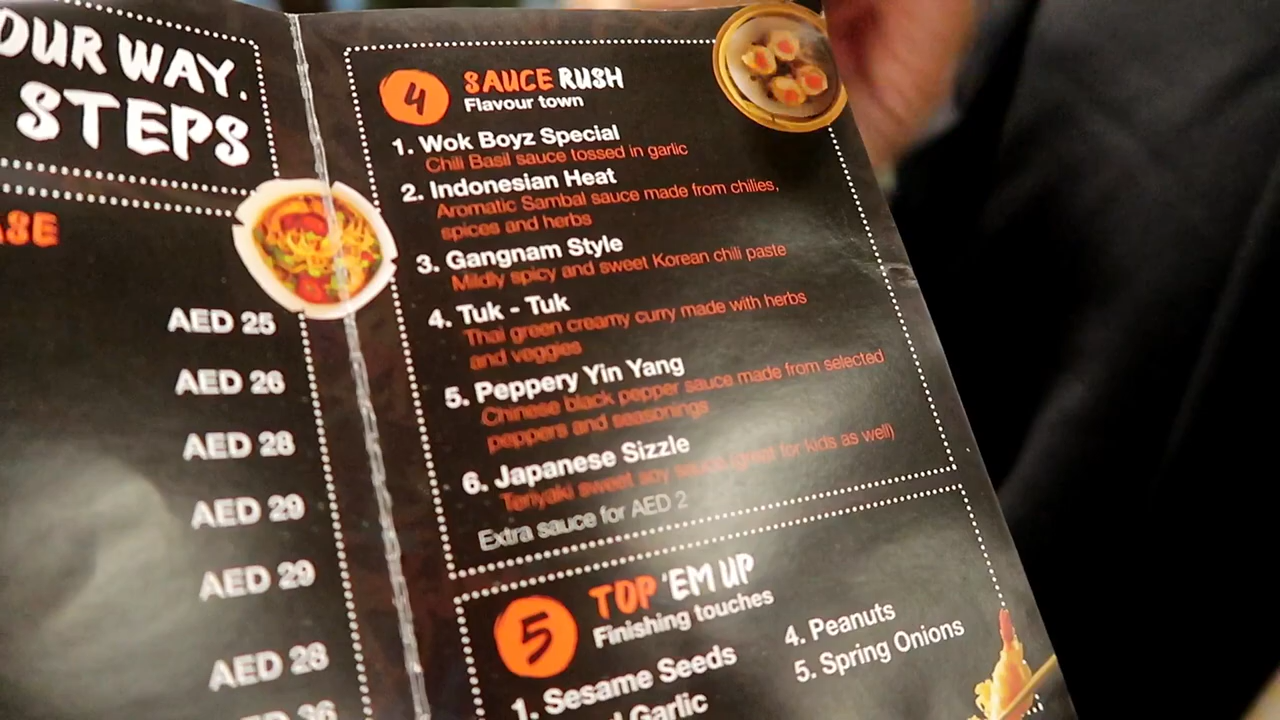 OUR WAY.
STEPS
ASE
AED 25
AED 26
AED 28
AED 29
AED 29
AED 28
AED 36
4 SAUCE RUSH
Flavour town
1. Wok Boyz Special
Chili Basil sauce tossed in garlic
2. Indonesian Heat
Aromatic Sambal sauce made from chilies,
spices and herbs
3. Gangnam Style
Mildly spicy and sweet Korean chili paste
4. Tuk - Tuk
Thai green creamy curry made with herbs
and veggies
5. Peppery Yin Yang
Chinese black pepper sauce made from selected
peppers and seasonings
6. Japanese Sizzle
Teriyaki sweet soy sauce (great for kids as well)
Extra sauce for AED 2
5 TOP 'EM UP
Finishing touches
1. Sesame Seeds
Garlic
4. Peanuts
5. Spring Onions